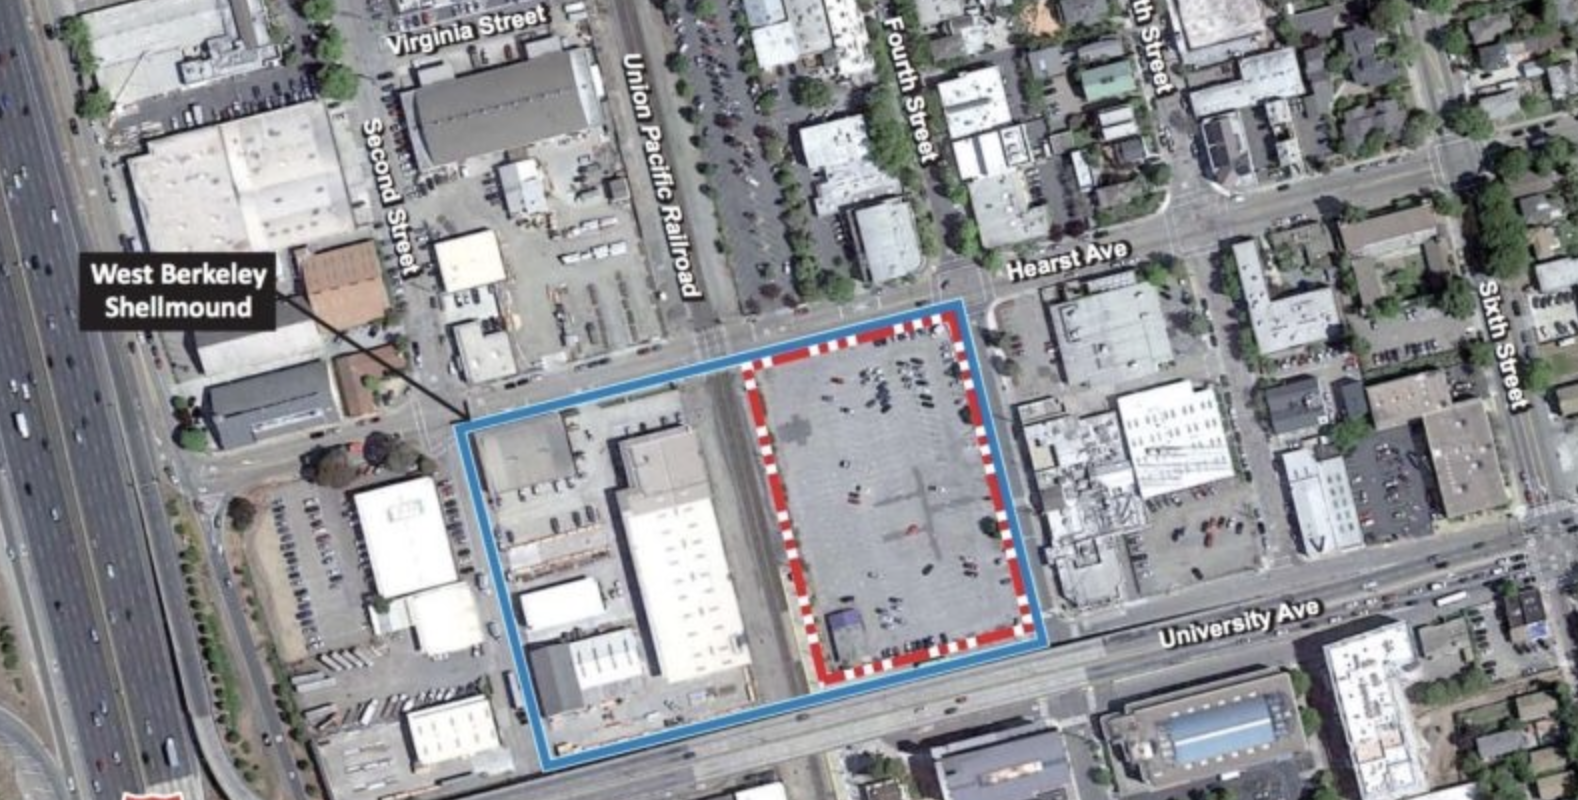 Virginia Street
Union Pacific Railroad
Fourth Street
th Street
Second Street
Hearst Ave
West Berkeley
Shellmound
Sixth Street
University Ave